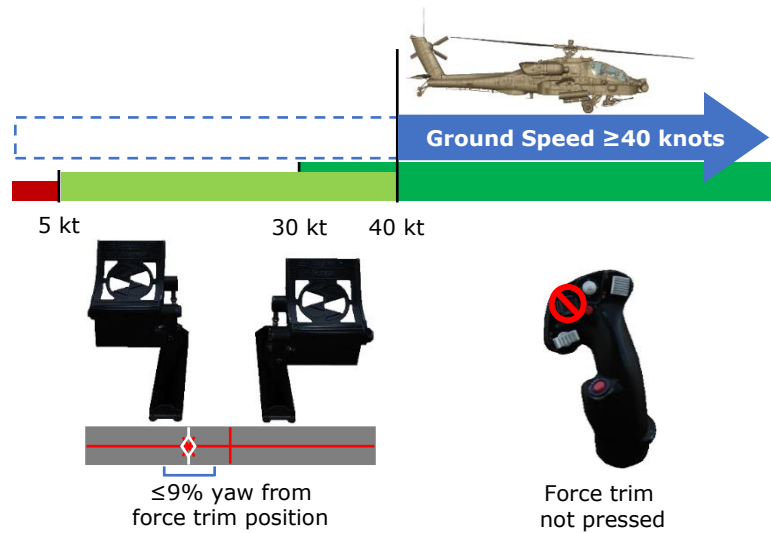 Ground Speed ≥40 knots
5 kt
30 kt
40 kt
≤9% yaw from
force trim position
Force trim
not pressed